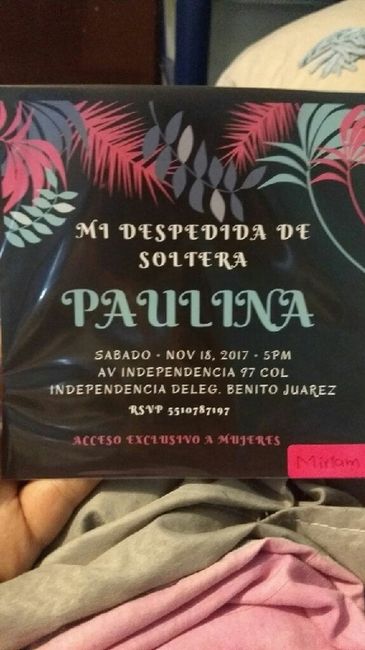 MI DESPEDIDA DE
SOLTERA
PAULINA
SABADO - NOV 18, 2017 - 5PM
AV INDEPENDENCIA 97 COL
INDEPENDENCIA DELEG. BENITO JUAREZ
RSVP 5510787197
ACCESO EXCLUSIVO A MUJERES
Miriam